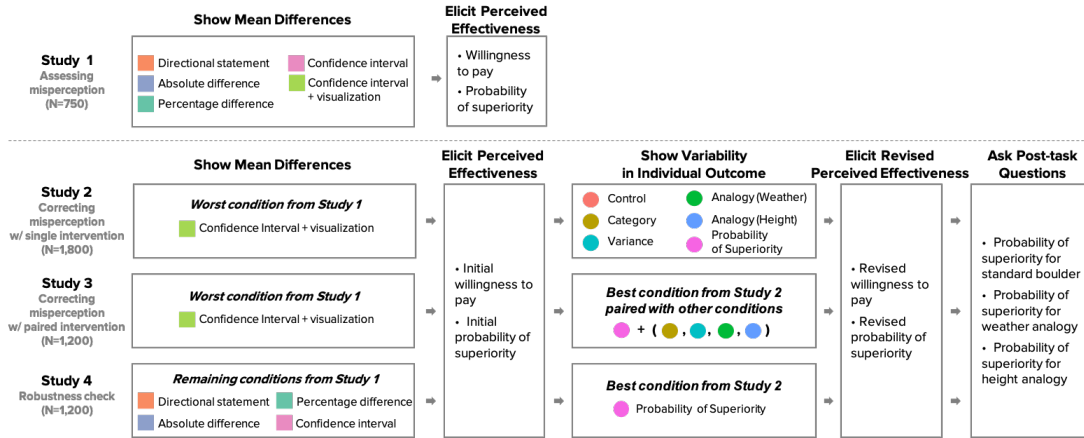 Show Mean Differences
Elicit Perceived
Effectiveness
Study 1
Assessing
misperception
(N=750)
Directional statement
Absolute difference
Percentage difference
Confidence interval
Confidence interval
+ visualization
• Willingness
to pay
• Probability
of superiority
Show Mean Differences
Elicit Perceived
Effectiveness
Show Variability
in Individual Outcome
Elicit Revised
Perceived Effectiveness
Ask Post-task
Questions
Study 2
Correcting
misperception
w/ single intervention
(N=1,800)
Worst condition from Study 1
Confidence Interval + visualization
Control
Category
Variance
Analogy (Weather)
Analogy (Height)
Probability
of Superiority
Study 3
Correcting
misperception
w/ paired intervention
(N=1,200)
Worst condition from Study 1
Confidence Interval + visualization
• Initial
willingness to
pay
• Initial
probability
of superiority
Best condition from Study 2
paired with other conditions
+ ( , , , )
• Revised
willingness to
pay
• Revised
probability of
superiority
• Probability of
superiority for
standard boulder
• Probability of
superiority for
weather analogy
• Probability of
superiority for
height analogy
Study 4
Robustness check
(N=1,200)
Remaining conditions from Study 1
Directional statement
Percentage difference
Absolute difference
Confidence interval
Best condition from Study 2
Probability of Superiority